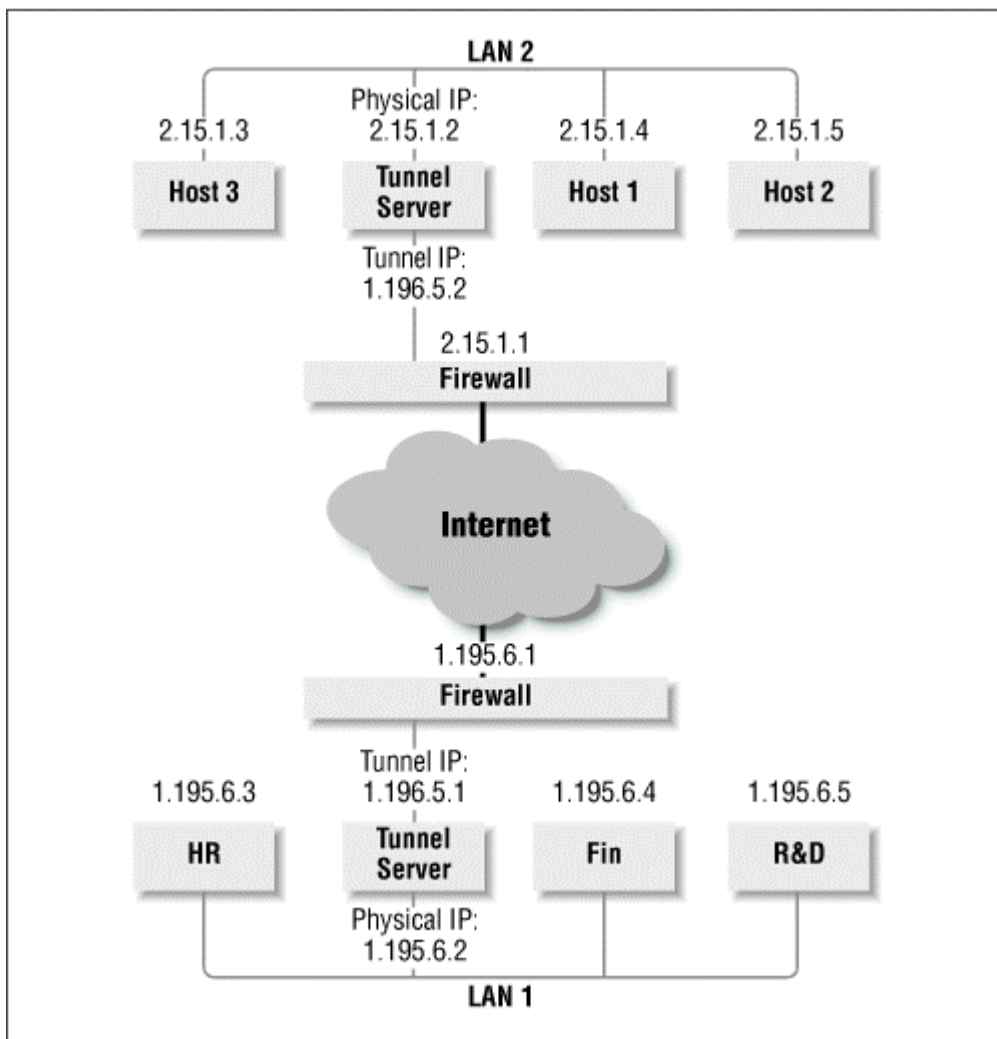 LAN 2
Physical IP:
2.15.1.3
2.15.1.2
2.15.1.4
2.15.1.5
Host 3
Tunnel
Server
Host 1
Host 2
Tunnel IP:
1.196.5.2
2.15.1.1
Firewall
Internet
1.195.6.1
Firewall
Tunnel IP:
1.195.6.3
1.196.5.1
1.195.6.4
1.195.6.5
HR
Tunnel
Server
Fin
R&D
Physical IP:
1.195.6.2
LAN 1